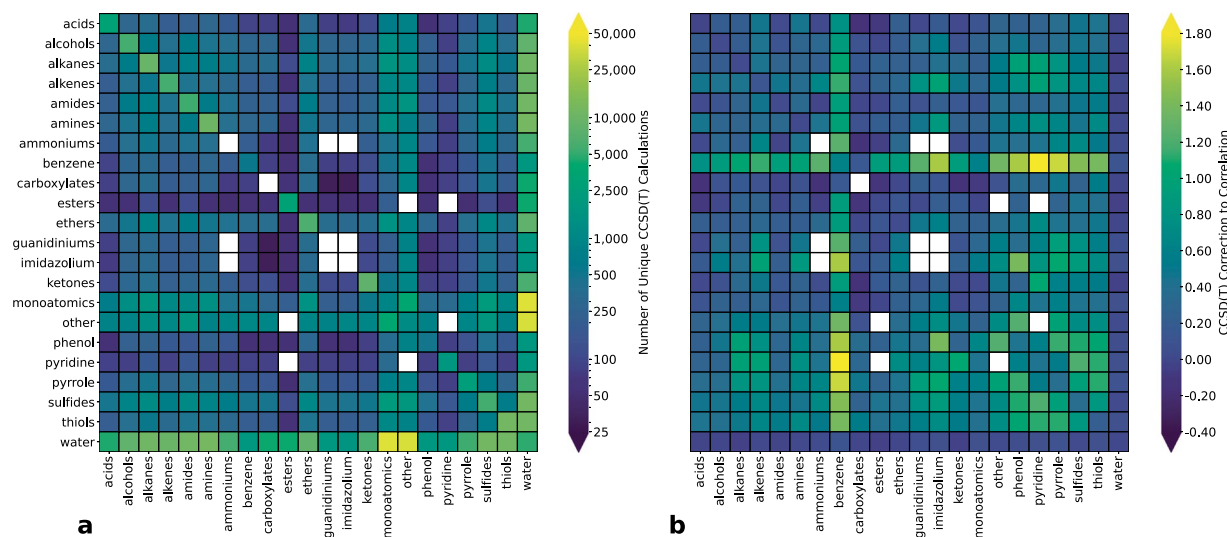 acids
alcohols
alkanes
alkenes
amides
amines
ammoniums
benzene
carboxylates
esters
ethers
guanidiniums
imidazolium
ketones
monoatomics
other
phenol
pyridine
pyrrole
sulfides
thiols
water
acids
alcohols
alkanes
alkenes
amides
amines
ammoniums
benzene
carboxylates
esters
ethers
guanidiniums
imidazolium
ketones
monoatomics
other
phenol
pyridine
pyrrole
sulfides
thiols
water
a
50,000
25,000
10,000
5,000
2,500
1,000
500
250
100
50
25
Number of Unique CCSD(T) Calculations
acids
alcohols
alkanes
alkenes
amides
amines
ammoniums
benzene
carboxylates
esters
ethers
guanidiniums
imidazolium
ketones
monoatomics
other
phenol
pyridine
pyrrole
sulfides
thiols
water
b
1.80
1.60
1.40
1.20
1.00
0.80
0.60
0.40
0.20
0.00
-0.20
-0.40
CCSD(T) Correction to Correlation